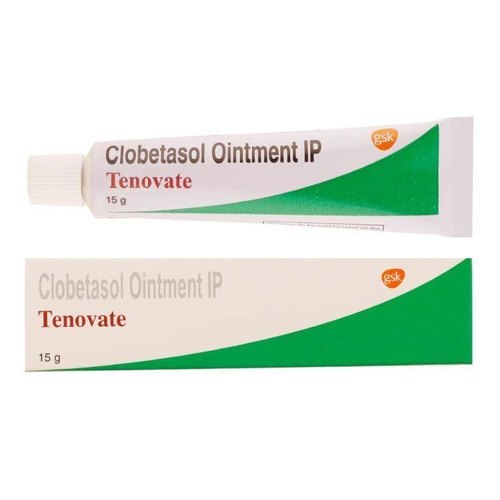 Clobetasol Ointment IP
Tenovate
15 g
gsk
Clobetasol Ointment IP
Tenovate
15 g
gsk